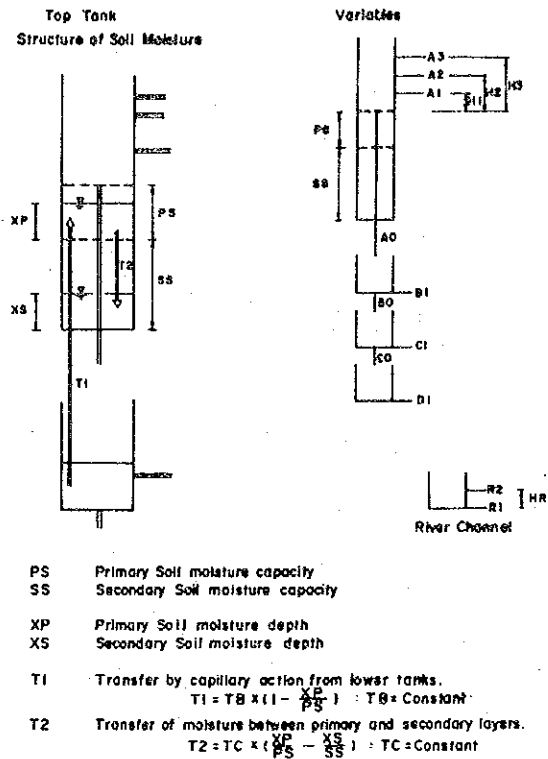 Top Tank
Structure of Soil Moisture
Variables
A3
A2
A1
H1
H2
H3
PS
SS
A0
B1
B0
C1
C0
D1
XP
XS
PS
SS
T2
T1
R2
R1
HR
River Channel
PS Primary Soil moisture capacity
SS Secondary Soil moisture capacity
XP Primary Soil moisture depth
XS Secondary Soil moisture depth
T1 Transfer by capillary action from lower tanks.
T1 = TB × (1 - XP/PS) : TB = Constant
T2 Transfer of moisture between primary and secondary layers.
T2 = TC × (XP/PS - XS/SS) : TC = Constant